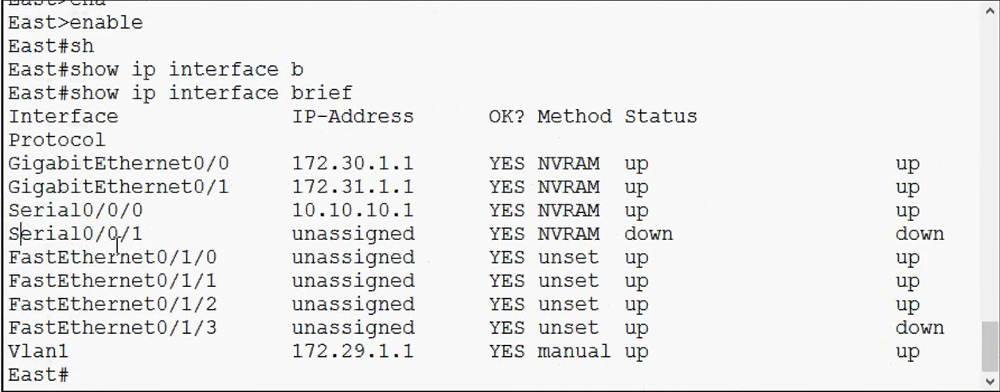 East>ena
East>enable
East#sh
East#show ip interface b
East#show ip interface brief
Interface IP-Address OK? Method Status
Protocol
GigabitEthernet0/0 172.30.1.1 YES NVRAM up up
GigabitEthernet0/1 172.31.1.1 YES NVRAM up up
Serial0/0/0 10.10.10.1 YES NVRAM up up
Serial0/0/1 unassigned YES NVRAM down down
FastEthernet0/1/0 unassigned YES unset up up
FastEthernet0/1/1 unassigned YES unset up up
FastEthernet0/1/2 unassigned YES unset up up
FastEthernet0/1/3 unassigned YES unset up down
Vlan1 172.29.1.1 YES manual up up
East#